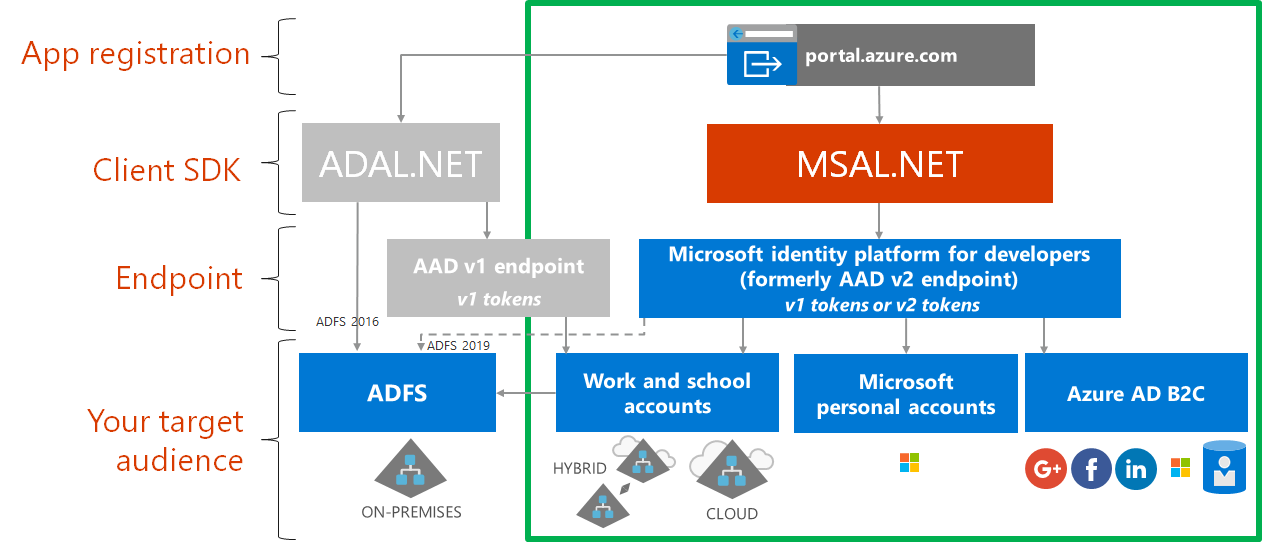 App registration
portal.azure.com
Client SDK
ADAL.NET
MSAL.NET
Endpoint
AAD v1 endpoint
v1 tokens
Microsoft identity platform for developers
(formerly AAD v2 endpoint)
v1 tokens or v2 tokens
ADFS 2016
ADFS 2019
Your target
audience
ADFS
Work and school
accounts
Microsoft
personal accounts
Azure AD B2C
ON-PREMISES
HYBRID
CLOUD
G+
f
in